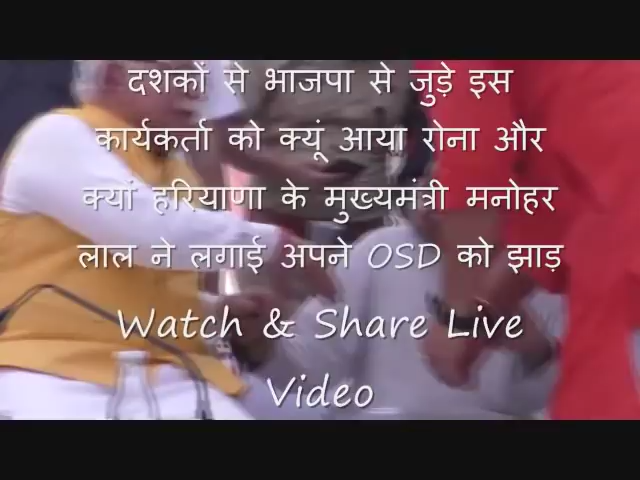 दशकों से भाजपा से जुड़े इस
कार्यकर्ता को क्यूं आया रोना और
क्यां हरियाणा के मुख्यमंत्री मनोहर
लाल ने लगाई अपने OSD को झाड़
Watch & Share Live
Video